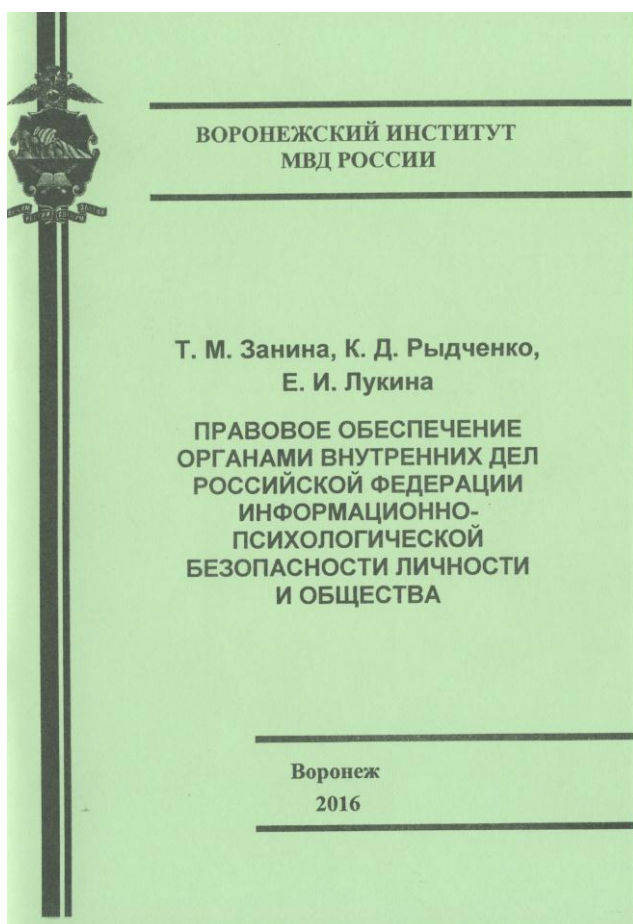 ВОРОНЕЖСКИЙ ИНСТИТУТ
МВД РОССИИ
Т. М. Занина, К. Д. Рыдченко,
Е. И. Лукина
ПРАВОВОЕ ОБЕСПЕЧЕНИЕ
ОРГАНАМИ ВНУТРЕННИХ ДЕЛ
РОССИЙСКОЙ ФЕДЕРАЦИИ
ИНФОРМАЦИОННО-
ПСИХОЛОГИЧЕСКОЙ
БЕЗОПАСНОСТИ ЛИЧНОСТИ
И ОБЩЕСТВА
Воронеж
2016